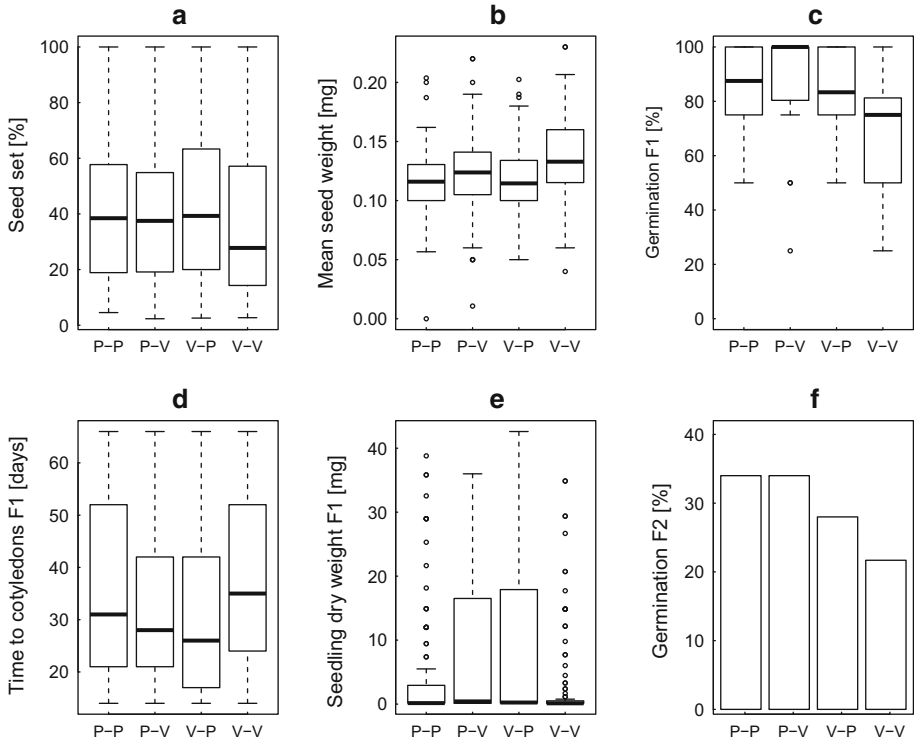 a
Seed set [%]
100
80
60
40
20
0
P–P P–V V–P V–V
b
Mean seed weight [mg]
0.20
0.15
0.10
0.05
0.00
P–P P–V V–P V–V
c
Germination F1 [%]
100
80
60
40
20
0
P–P P–V V–P V–V
d
Time to cotyledons F1 [days]
60
50
40
30
20
P–P P–V V–P V–V
e
Seedling dry weight F1 [mg]
40
30
20
10
0
P–P P–V V–P V–V
f
Germination F2 [%]
40
30
20
10
0
P–P P–V V–P V–V